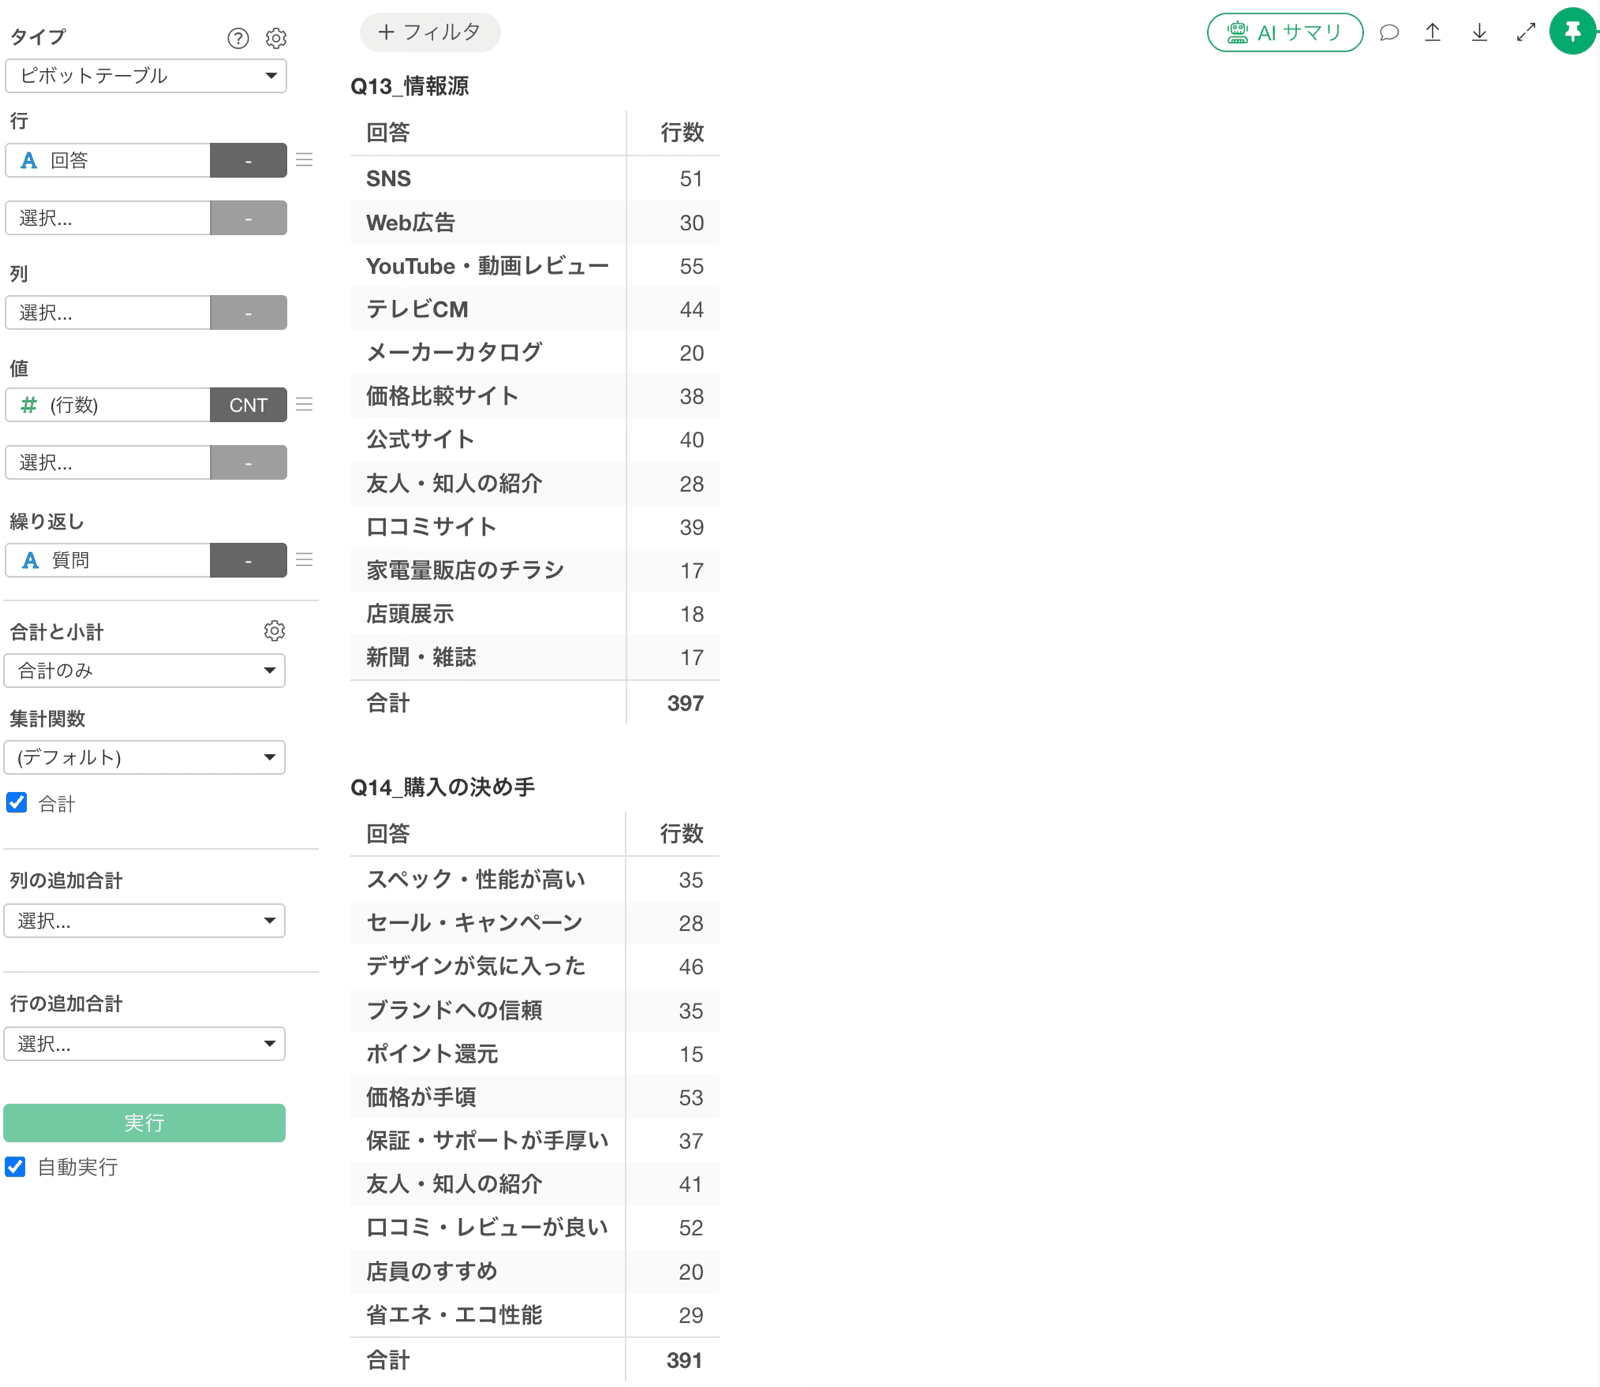 タイプ
ピボットテーブル
行
A 回答 -
選択... -
列
選択... -
値
# (行数) CNT
選択... -
繰り返し
A 質問 -
合計と小計
合計のみ
集計関数
(デフォルト)
合計
列の追加合計
選択...
行の追加合計
選択...
実行
自動実行
+ フィルタ
AI サマリ
Q13_情報源
回答 行数
SNS 51
Web広告 30
YouTube・動画レビュー 55
テレビCM 44
メーカーカタログ 20
価格比較サイト 38
公式サイト 40
友人・知人の紹介 28
口コミサイト 39
家電量販店のチラシ 17
店頭展示 18
新聞・雑誌 17
合計 397
Q14_購入の決め手
回答 行数
スペック・性能が高い 35
セール・キャンペーン 28
デザインが気に入った 46
ブランドへの信頼 35
ポイント還元 15
価格が手頃 53
保証・サポートが手厚い 37
友人・知人の紹介 41
口コミ・レビューが良い 52
店員のすすめ 20
省エネ・エコ性能 29
合計 391